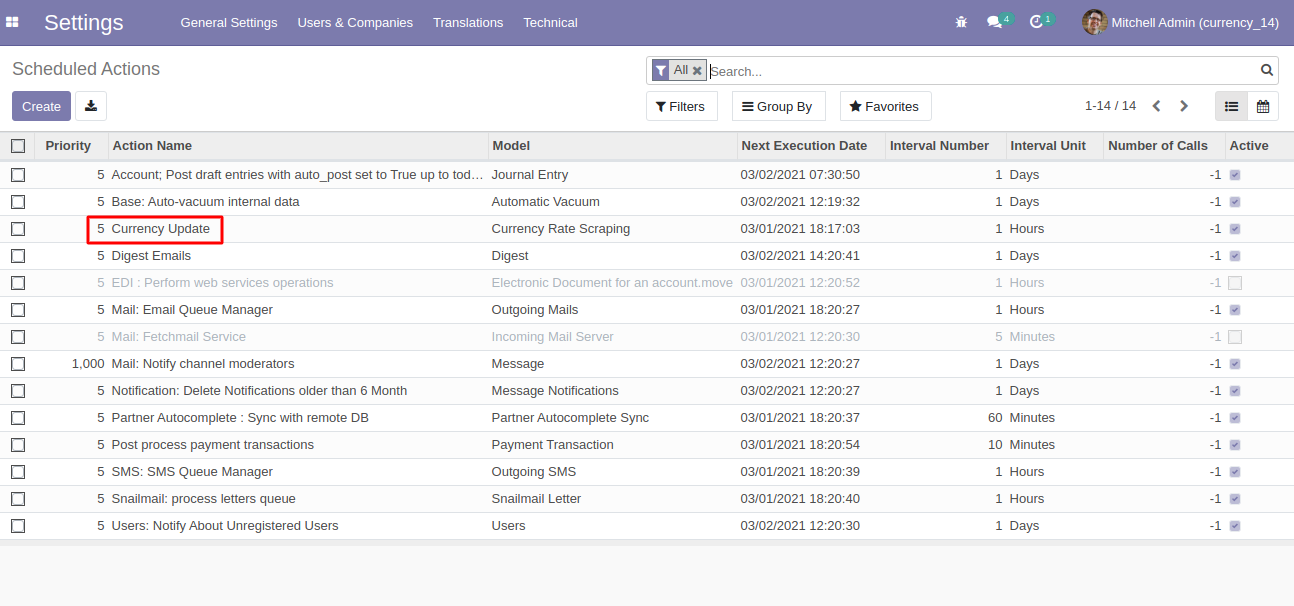 Settings General Settings Users & Companies Translations Technical 4 1 Mitchell Admin (currency_14)
Scheduled Actions All Search...
Create Filters Group By Favorites 1-14 / 14
Priority Action Name Model Next Execution Date Interval Number Interval Unit Number of Calls Active
5 Account; Post draft entries with auto_post set to True up to tod… Journal Entry 03/02/2021 07:30:50 1 Days -1
5 Base: Auto-vacuum internal data Automatic Vacuum 03/02/2021 12:19:32 1 Days -1
5 Currency Update Currency Rate Scraping 03/01/2021 18:17:03 1 Hours -1
5 Digest Emails Digest 03/02/2021 14:20:41 1 Days -1
5 EDI : Perform web services operations Electronic Document for an account.move 03/01/2021 12:20:52 1 Hours -1
5 Mail: Email Queue Manager Outgoing Mails 03/01/2021 18:20:27 1 Hours -1
5 Mail: Fetchmail Service Incoming Mail Server 03/01/2021 12:20:30 5 Minutes -1
1,000 Mail: Notify channel moderators Message 03/02/2021 12:20:27 1 Days -1
5 Notification: Delete Notifications older than 6 Month Message Notifications 03/02/2021 12:20:27 1 Days -1
5 Partner Autocomplete : Sync with remote DB Partner Autocomplete Sync 03/01/2021 18:20:37 60 Minutes -1
5 Post process payment transactions Payment Transaction 03/01/2021 18:20:54 10 Minutes -1
5 SMS: SMS Queue Manager Outgoing SMS 03/01/2021 18:20:39 1 Hours -1
5 Snailmail: process letters queue Snailmail Letter 03/01/2021 18:20:40 1 Hours -1
5 Users: Notify About Unregistered Users Users 03/02/2021 12:20:30 1 Days -1